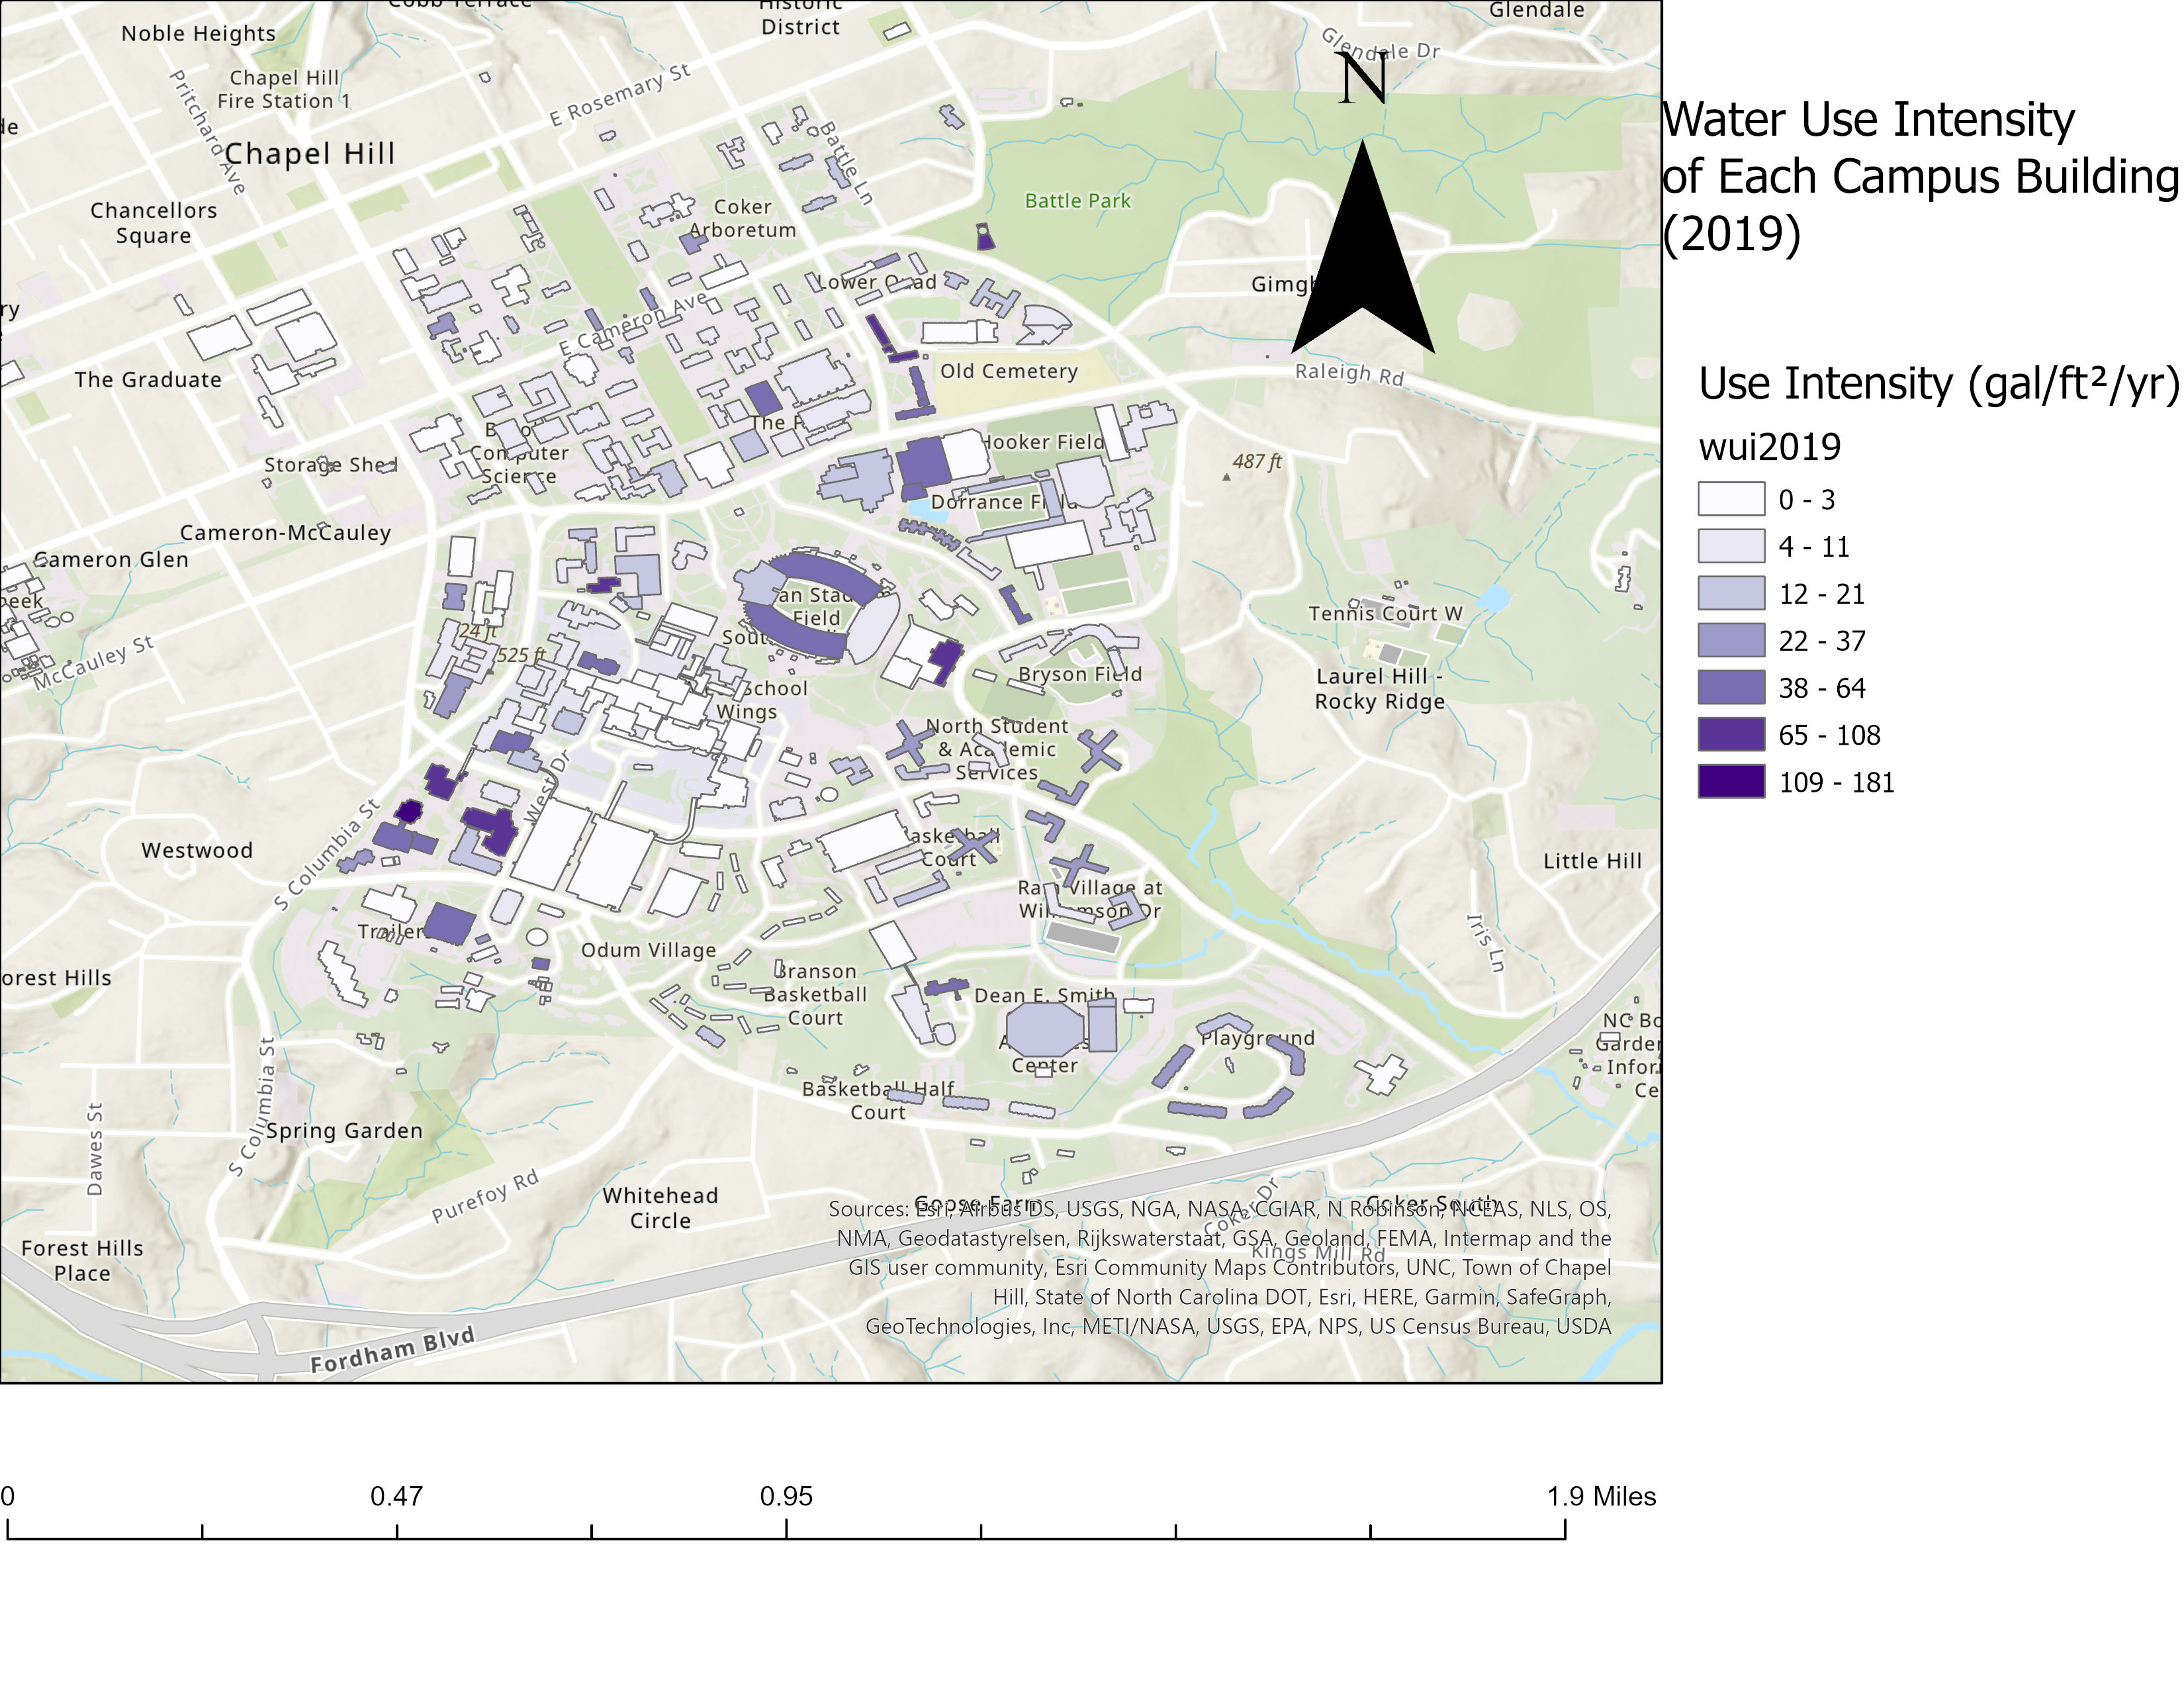 Cobb Terrace
Historic
District
Glendale
Noble Heights
Glendale Dr
Chapel Hill
Fire Station 1
Pritchard Ave
E Rosemary St
N
Chapel Hill
Battle Ln
Chancellors
Square
Coker
Arboretum
Battle Park
Lower Quad
E Cameron Ave
The Graduate
Old Cemetery
Raleigh Rd
The
Hooker Field
Computer
Science
Storage Shed
487 ft
Dorrance Field
Cameron-McCauley
Cameron Glen
Field
Tennis Court W
24 ft
525 ft
McCauley St
Bryson Field
Laurel Hill -
Rocky Ridge
School
Wings
North Student
& Academic
Services
West Dr
S Columbia St
Westwood
Basketball
Court
Little Hill
Ram Village at
Williamson Dr
Trailers
Odum Village
Iris Ln
orest Hills
Branson
Basketball
Court
Dean E. Smith
Center
Playground
NC Bo
Garden
Infor
Ce
S Columbia St
Basketball Half
Court
Dawes St
Spring Garden
Purefoy Rd
Whitehead
Circle
Goose Farm
Coker Dr
Coker South
Kings Mill Rd
Forest Hills
Place
Fordham Blvd
Sources: Esri, Airbus DS, USGS, NGA, NASA, CGIAR, N Robinson, NCEAS, NLS, OS,
NMA, Geodatastyrelsen, Rijkswaterstaat, GSA, Geoland, FEMA, Intermap and the
GIS user community, Esri Community Maps Contributors, UNC, Town of Chapel
Hill, State of North Carolina DOT, Esri, HERE, Garmin, SafeGraph,
GeoTechnologies, Inc, METI/NASA, USGS, EPA, NPS, US Census Bureau, USDA
Water Use Intensity
of Each Campus Building
(2019)
Use Intensity (gal/ft²/yr)
wui2019
0 - 3
4 - 11
12 - 21
22 - 37
38 - 64
65 - 108
109 - 181
0 0.47 0.95 1.9 Miles